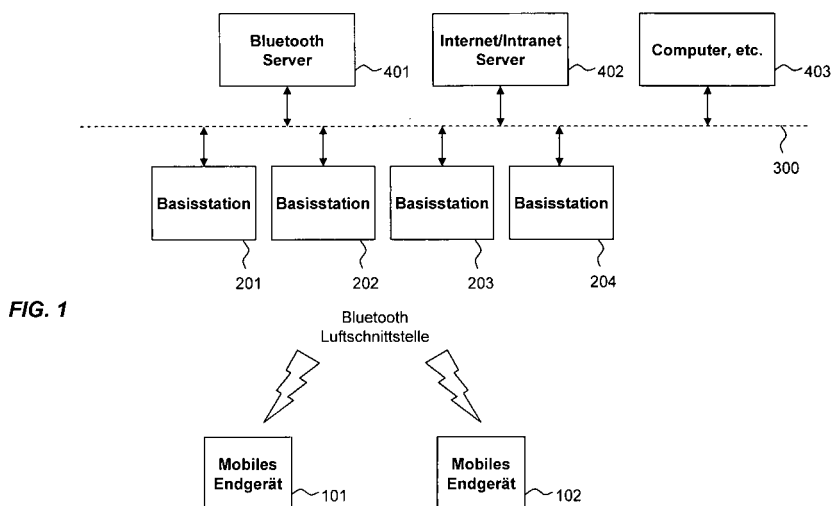 Bluetooth
Server
401
Internet/Intranet
Server
402
Computer, etc.
403
300
Basisstation
201
Basisstation
202
Basisstation
203
Basisstation
204
FIG. 1
Bluetooth
Luftschnittstelle
Mobiles
Endgerät
101
Mobiles
Endgerät
102